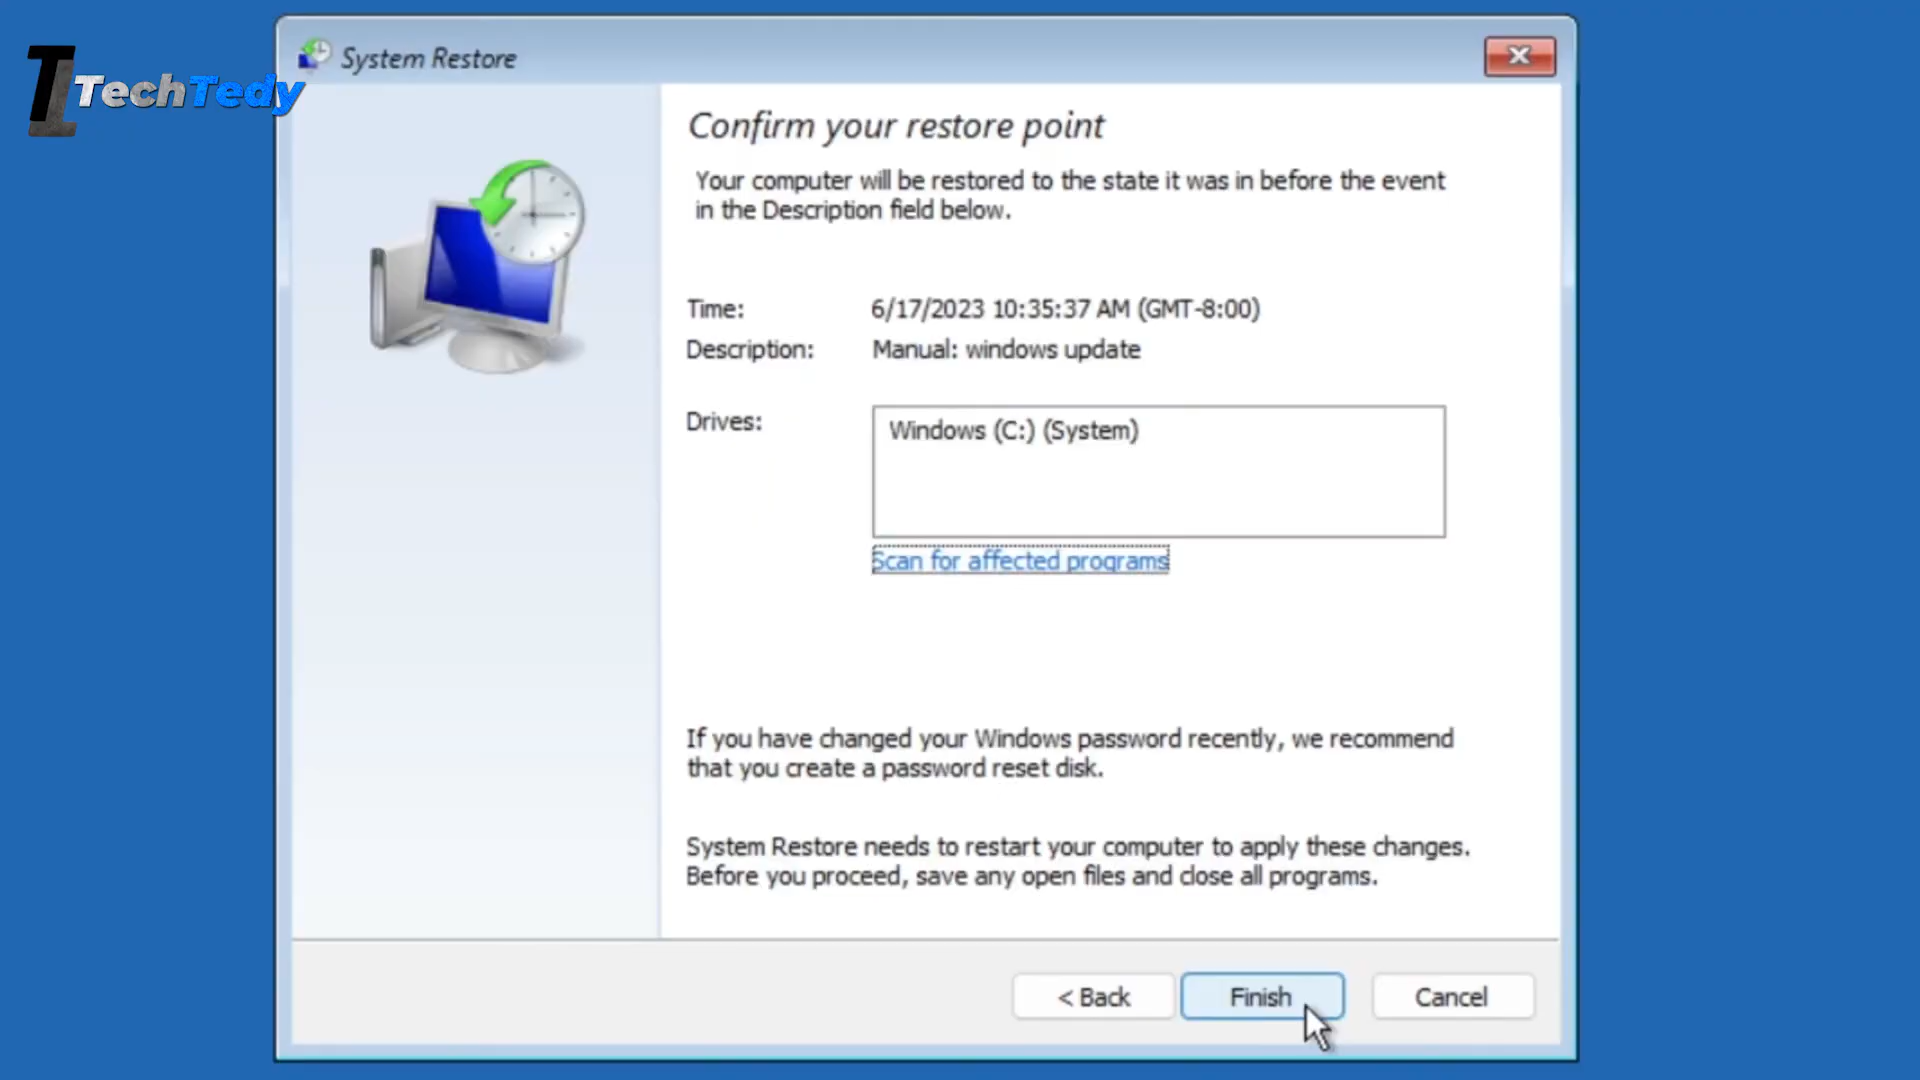 System Restore
TechTedy
Confirm your restore point
Your computer will be restored to the state it was in before the event
in the Description field below.
Time: 6/17/2023 10:35:37 AM (GMT-8:00)
Description: Manual: windows update
Drives: Windows (C:) (System)
Scan for affected programs
If you have changed your Windows password recently, we recommend
that you create a password reset disk.
System Restore needs to restart your computer to apply these changes.
Before you proceed, save any open files and close all programs.
< Back Finish Cancel